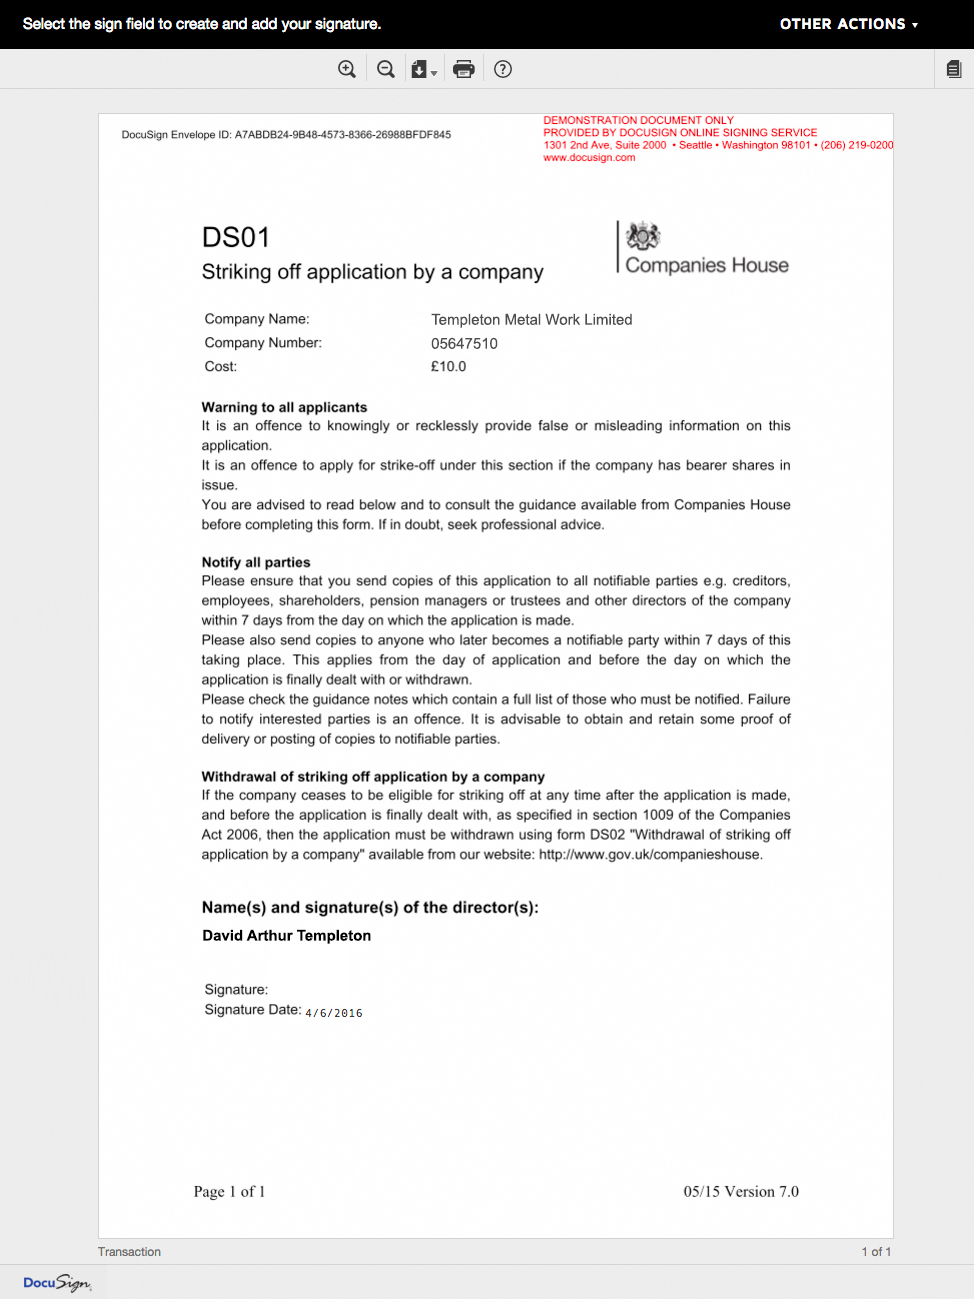 Select the sign field to create and add your signature.
OTHER ACTIONS
DocuSign Envelope ID: A7ABDB24-9B48-4573-8366-26988BFDF845
DEMONSTRATION DOCUMENT ONLY
PROVIDED BY DOCUSIGN ONLINE SIGNING SERVICE
1301 2nd Ave, Suite 2000 • Seattle • Washington 98101 • (206) 219-0200
www.docusign.com
DS01
Striking off application by a company
Companies House
Company Name: Templeton Metal Work Limited
Company Number: 05647510
Cost: £10.0
Warning to all applicants
It is an offence to knowingly or recklessly provide false or misleading information on this
application.
It is an offence to apply for strike-off under this section if the company has bearer shares in
issue.
You are advised to read below and to consult the guidance available from Companies House
before completing this form. If in doubt, seek professional advice.
Notify all parties
Please ensure that you send copies of this application to all notifiable parties e.g. creditors,
employees, shareholders, pension managers or trustees and other directors of the company
within 7 days from the day on which the application is made.
Please also send copies to anyone who later becomes a notifiable party within 7 days of this
taking place. This applies from the day of application and before the day on which the
application is finally dealt with or withdrawn.
Please check the guidance notes which contain a full list of those who must be notified. Failure
to notify interested parties is an offence. It is advisable to obtain and retain some proof of
delivery or posting of copies to notifiable parties.
Withdrawal of striking off application by a company
If the company ceases to be eligible for striking off at any time after the application is made,
and before the application is finally dealt with, as specified in section 1009 of the Companies
Act 2006, then the application must be withdrawn using form DS02 "Withdrawal of striking off
application by a company" available from our website: http://www.gov.uk/companieshouse.
Name(s) and signature(s) of the director(s):
David Arthur Templeton
Signature:
Signature Date: 4/6/2016
Page 1 of 1
05/15 Version 7.0
Transaction
1 of 1
DocuSign